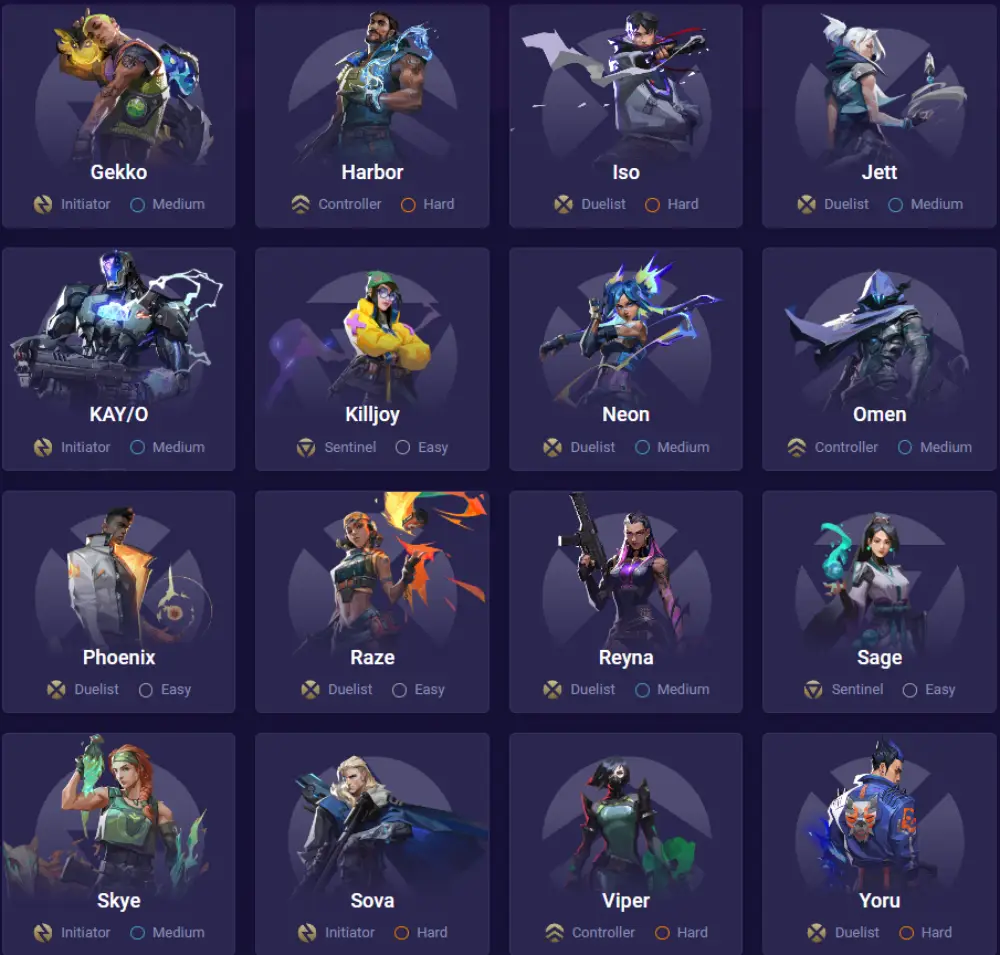 Gekko
Initiator Medium
Harbor
Controller Hard
Iso
Duelist Hard
Jett
Duelist Medium
KAY/O
Initiator Medium
Killjoy
Sentinel Easy
Neon
Duelist Medium
Omen
Controller Medium
Phoenix
Duelist Easy
Raze
Duelist Easy
Reyna
Duelist Medium
Sage
Sentinel Easy
Skye
Initiator Medium
Sova
Initiator Hard
Viper
Controller Hard
Yoru
Duelist Hard